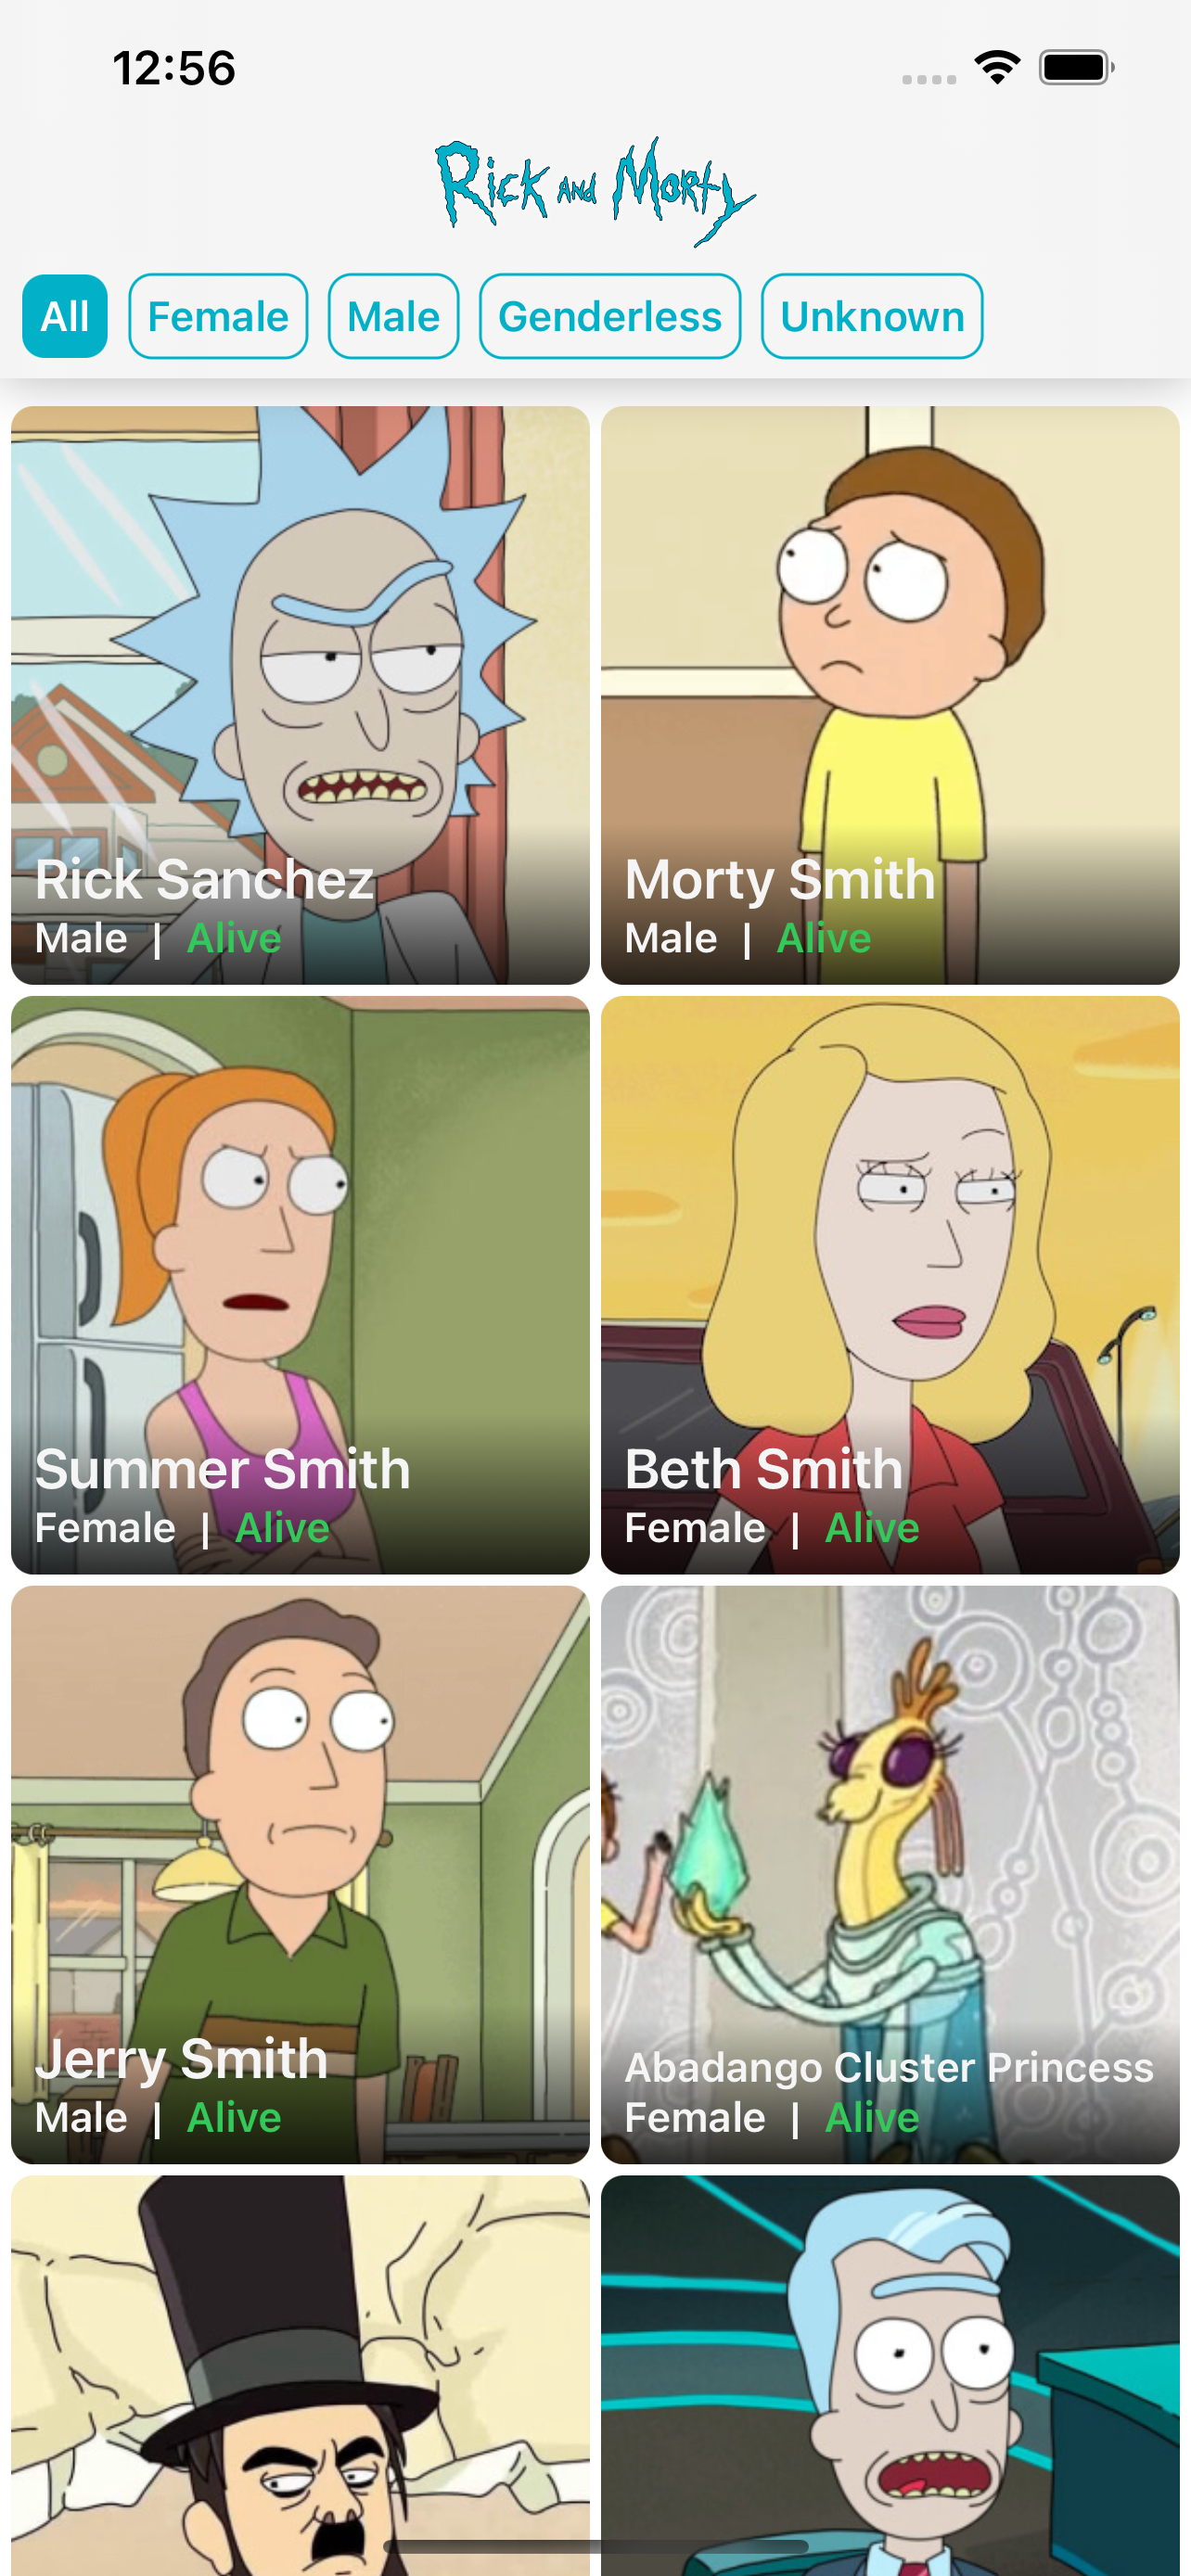 12:56
Rick and Morty
All Female Male Genderless Unknown
Rick Sanchez
Male | Alive
Morty Smith
Male | Alive
Summer Smith
Female | Alive
Beth Smith
Female | Alive
Jerry Smith
Male | Alive
Abadango Cluster Princess
Female | Alive